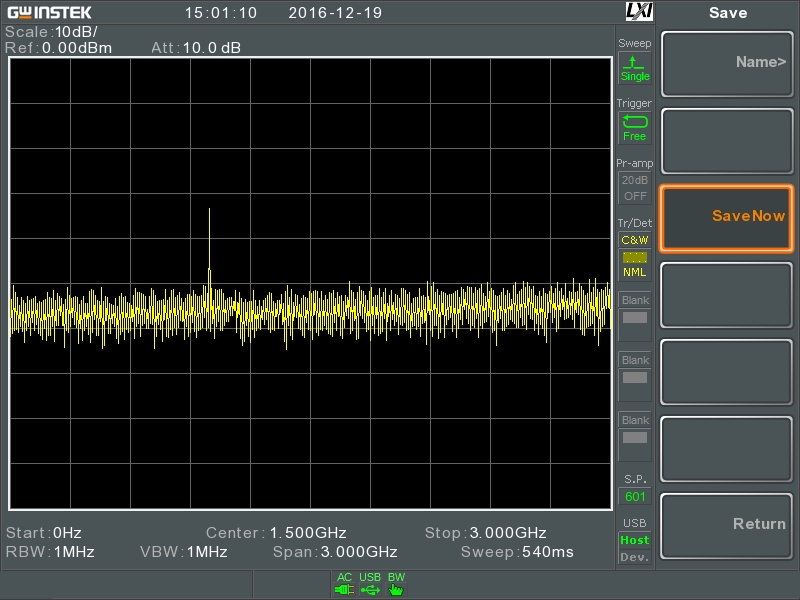 GWINSTEK 15:01:10 2016-12-19 LXI Save
Scale:10dB/
Ref:0.00dBm Att:10.0 dB
Sweep
Single
Trigger
Free
Pr-amp
20dB
OFF
Tr/Det
C&W
NML
Blank
Blank
Blank
S.P.
601
USB
Host
Dev.
Name>
SaveNow
Return
Start:0Hz Center:1.500GHz Stop:3.000GHz
RBW:1MHz VBW:1MHz Span:3.000GHz Sweep:540ms
AC USB BW